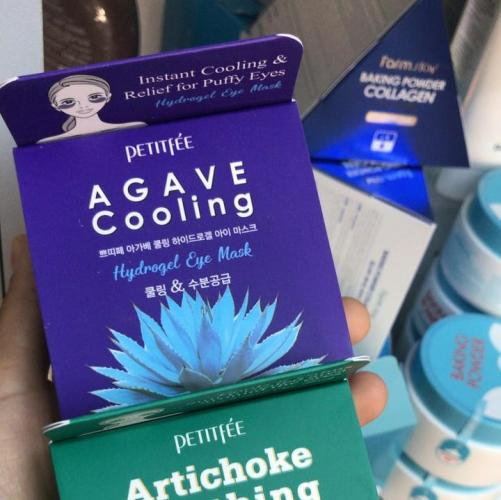 Instant Cooling &
Relief for Puffy Eyes
Hydrogel Eye Mask
PETITFÉE
AGAVE
Cooling
쁘띠페 아가베 쿨링 하이드로겔 아이 마스크
Hydrogel Eye Mask
쿨링 & 수분공급
PETITFÉE
Artichoke
Farmskin
BAKING POWDER
COLLAGEN
BAKING
POWDER